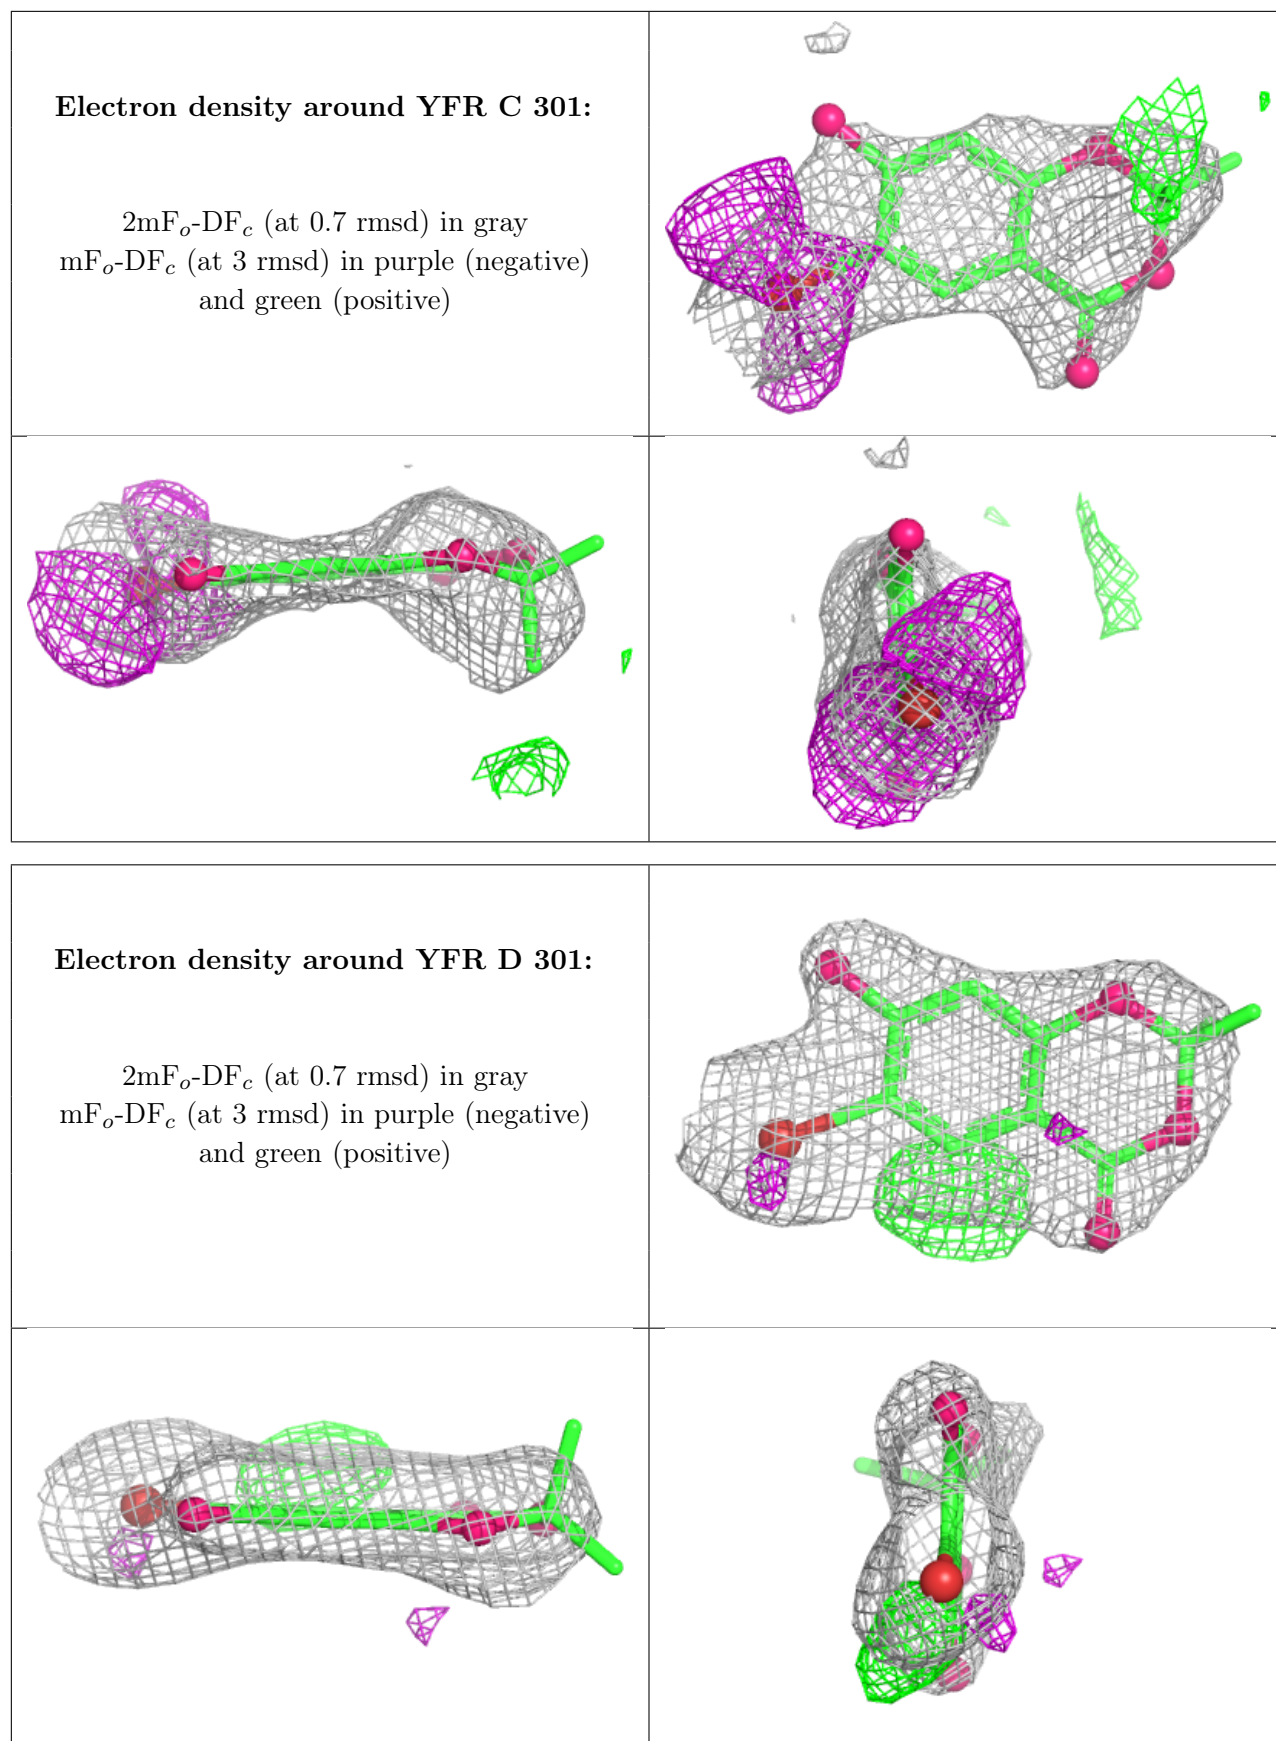 Electron density around YFR C 301:
2mFo-DFc (at 0.7 rmsd) in gray
mFo-DFc (at 3 rmsd) in purple (negative)
and green (positive)
Electron density around YFR D 301:
2mFo-DFc (at 0.7 rmsd) in gray
mFo-DFc (at 3 rmsd) in purple (negative)
and green (positive)